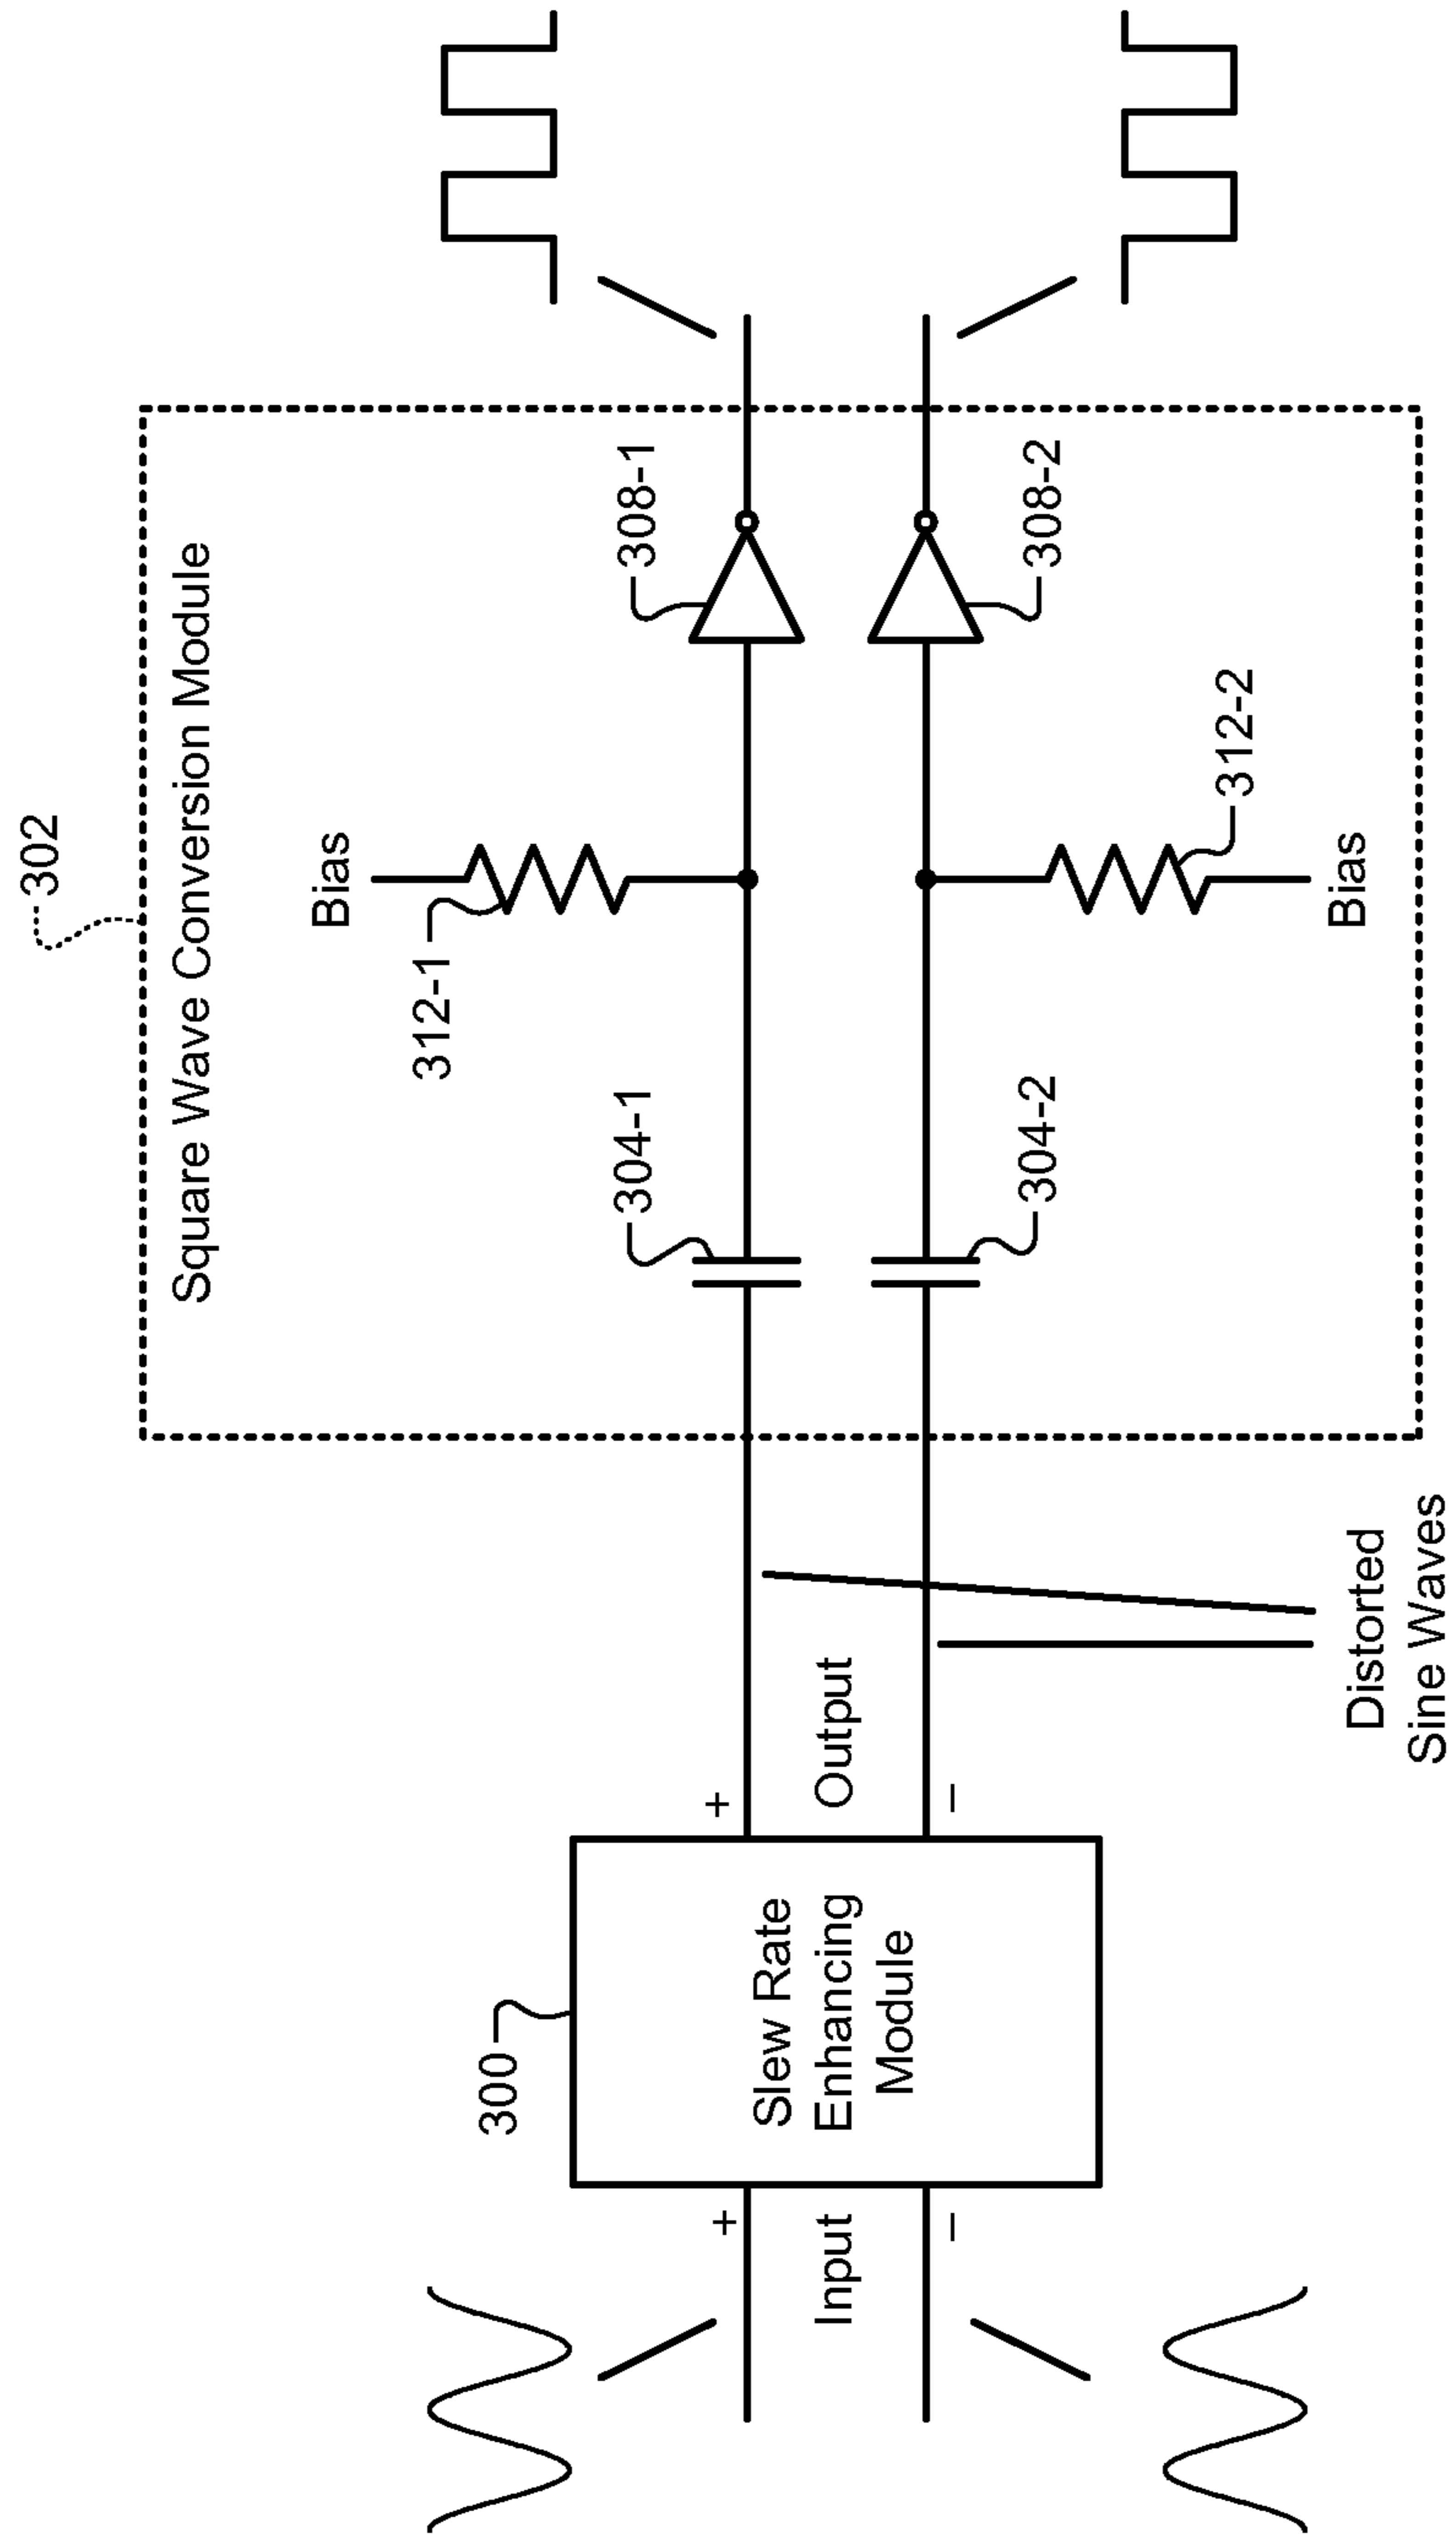 302
Square Wave Conversion Module
Bias
312-1
304-1
308-1
300
+
+
Input
Slew Rate
Enhancing
Module
Output
–
–
304-2
308-2
312-2
Bias
Distorted
Sine Waves